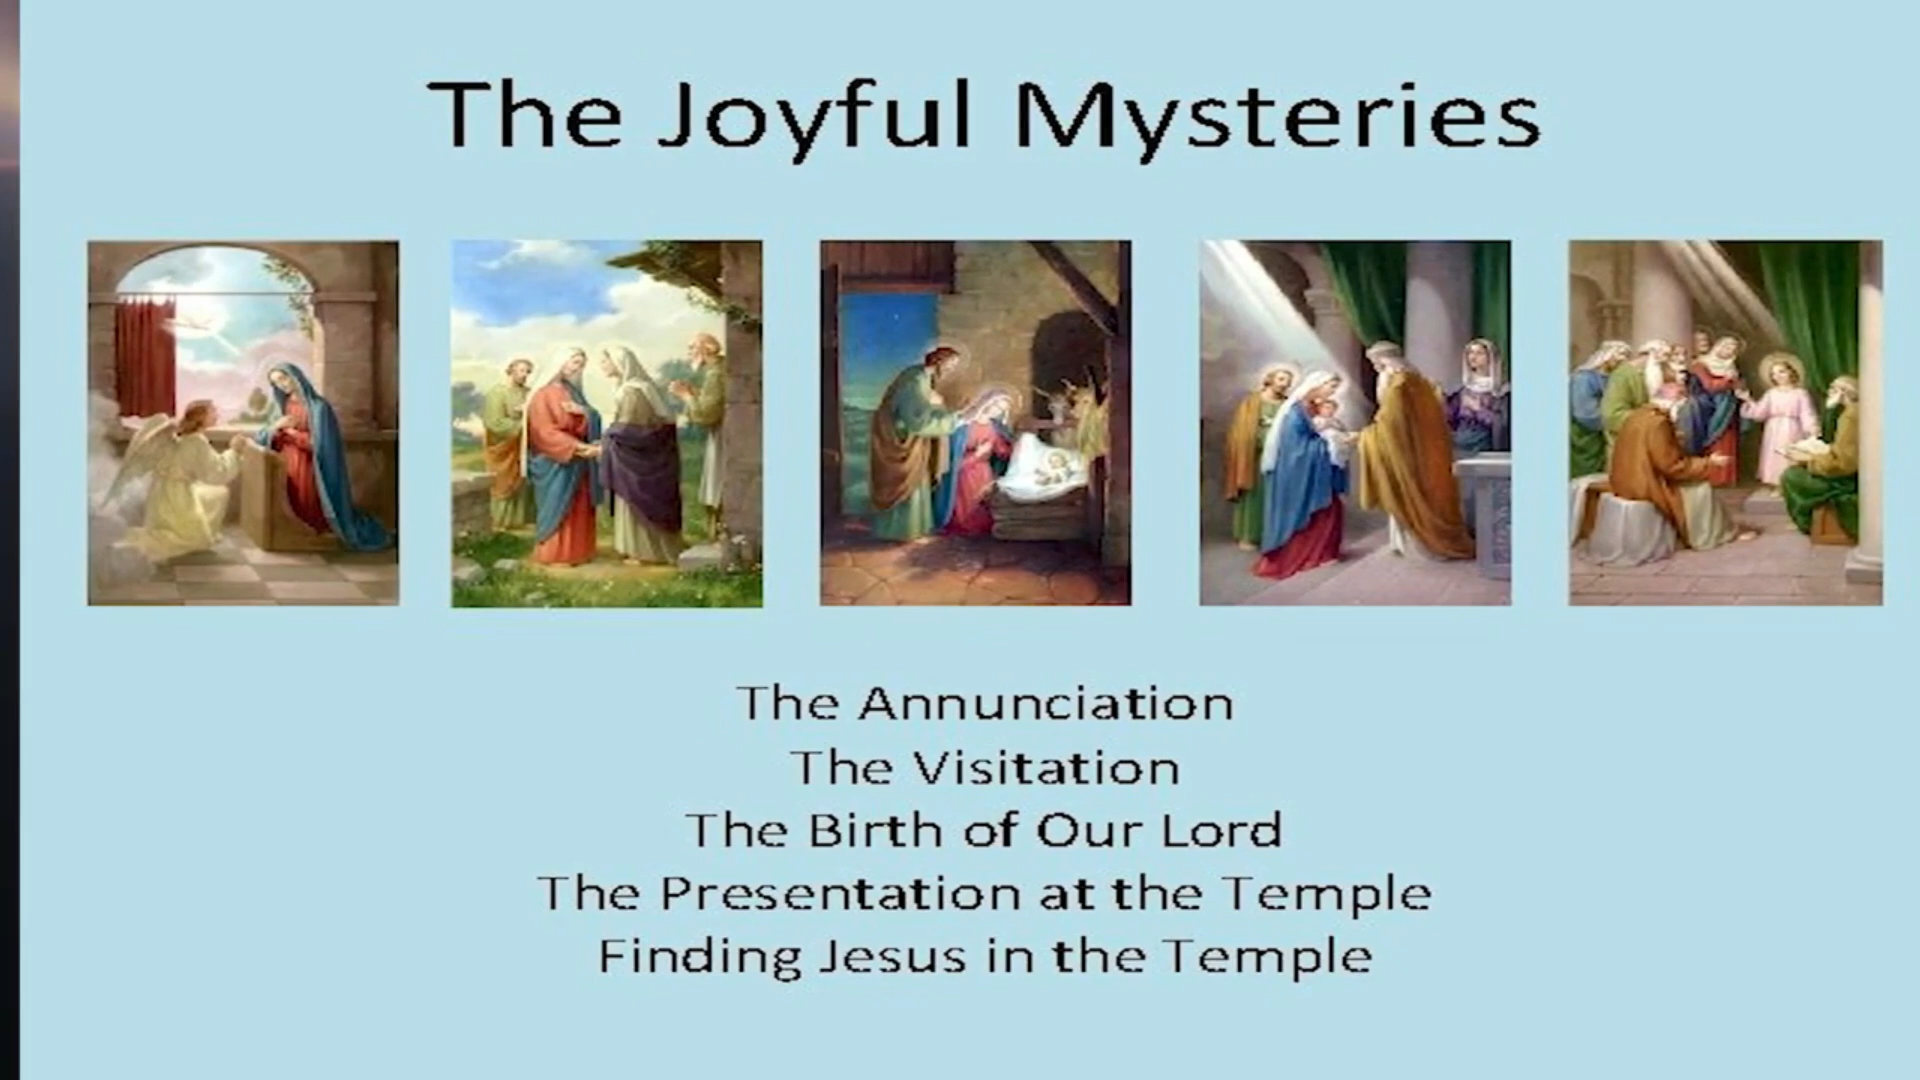 The Joyful Mysteries
The Annunciation
The Visitation
The Birth of Our Lord
The Presentation at the Temple
Finding Jesus in the Temple